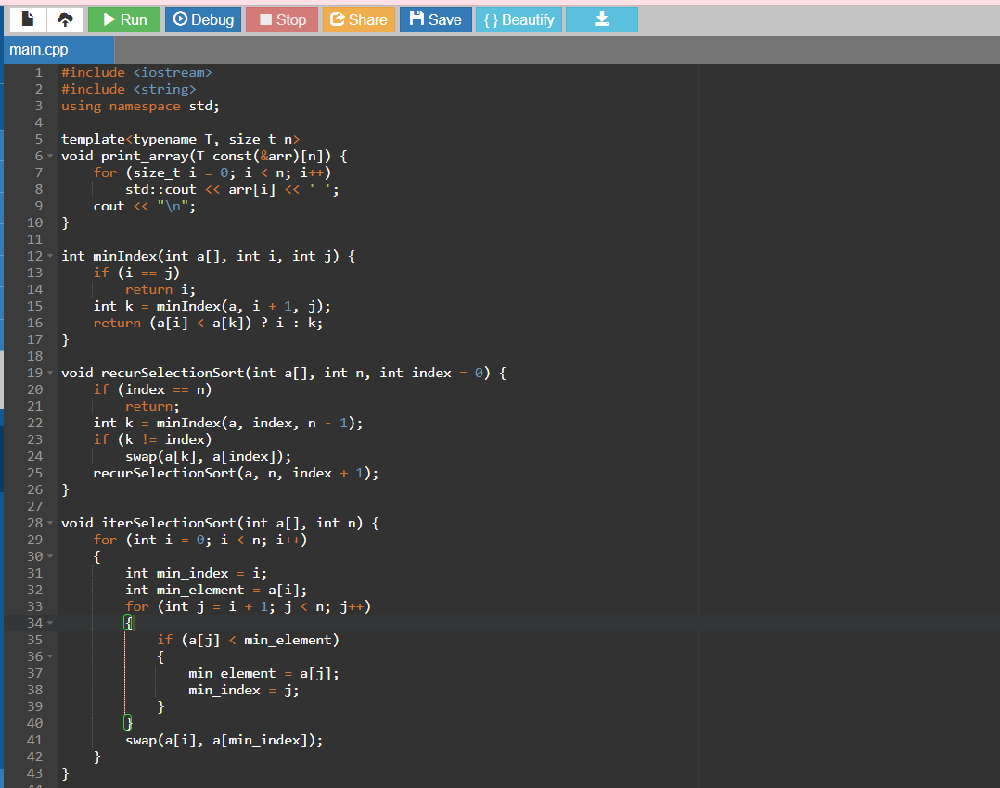 Run Debug Stop Share Save { } Beautify
main.cpp
1 #include <iostream>
2 #include <string>
3 using namespace std;
4
5 template<typename T, size_t n>
6 void print_array(T const(&arr)[n]) {
7     for (size_t i = 0; i < n; i++)
8         std::cout << arr[i] << ' ';
9     cout << "\n";
10 }
11
12 int minIndex(int a[], int i, int j) {
13     if (i == j)
14         return i;
15     int k = minIndex(a, i + 1, j);
16     return (a[i] < a[k]) ? i : k;
17 }
18
19 void recurSelectionSort(int a[], int n, int index = 0) {
20     if (index == n)
21         return;
22     int k = minIndex(a, index, n - 1);
23     if (k != index)
24         swap(a[k], a[index]);
25     recurSelectionSort(a, n, index + 1);
26 }
27
28 void iterSelectionSort(int a[], int n) {
29     for (int i = 0; i < n; i++)
30     {
31         int min_index = i;
32         int min_element = a[i];
33         for (int j = i + 1; j < n; j++)
34         {
35             if (a[j] < min_element)
36             {
37                 min_element = a[j];
38                 min_index = j;
39             }
40         }
41         swap(a[i], a[min_index]);
42     }
43 }